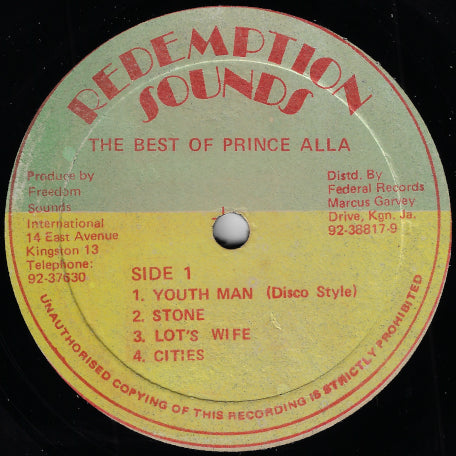 REDEMPTION
SOUNDS
THE BEST OF PRINCE ALLA
Produce by
Freedom
Sounds
International
14 East Avenue
Kingston 13
Telephone:
92-37630
Distd. By
Federal Records
Marcus Garvey
Drive, Kgn. Ja.
92-38817-9
SIDE 1
1. YOUTH MAN (Disco Style)
2. STONE
3. LOT'S WIFE
4. CITIES
UNAUTHORISED COPYING OF THIS RECORDING IS STRICTLY PROHIBITED